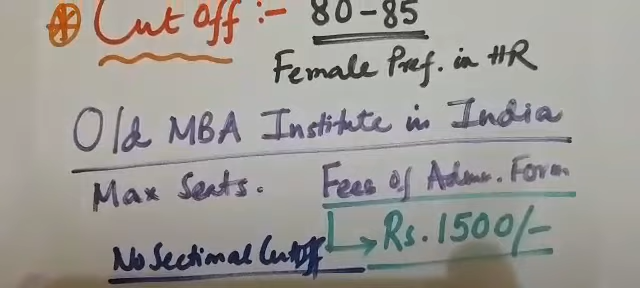 * Cut off :- 80-85
Female Pref. in HR
Old MBA Institute in India
Max Seats. Fees of Admn. Form
No Sectional Cutoff → Rs. 1500/-